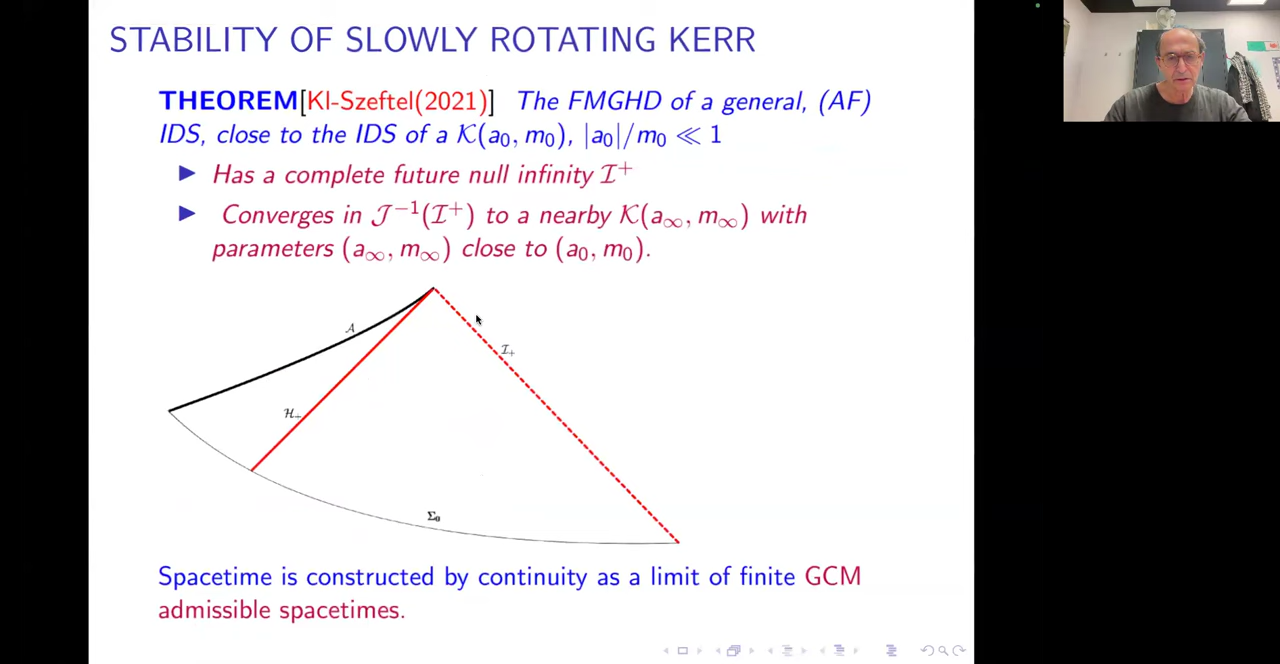 STABILITY OF SLOWLY ROTATING KERR
THEOREM[Kl-Szeftel(2021)] The FMGHD of a general, (AF)
IDS, close to the IDS of a 𝒦(a₀, m₀), |a₀|/m₀ ≪ 1
▶ Has a complete future null infinity ℐ⁺
▶ Converges in 𝒥⁻¹(ℐ⁺) to a nearby 𝒦(a∞, m∞) with
parameters (a∞, m∞) close to (a₀, m₀).
𝒜
ℐ₊
ℋ₊
Σ₀
Spacetime is constructed by continuity as a limit of finite GCM
admissible spacetimes.